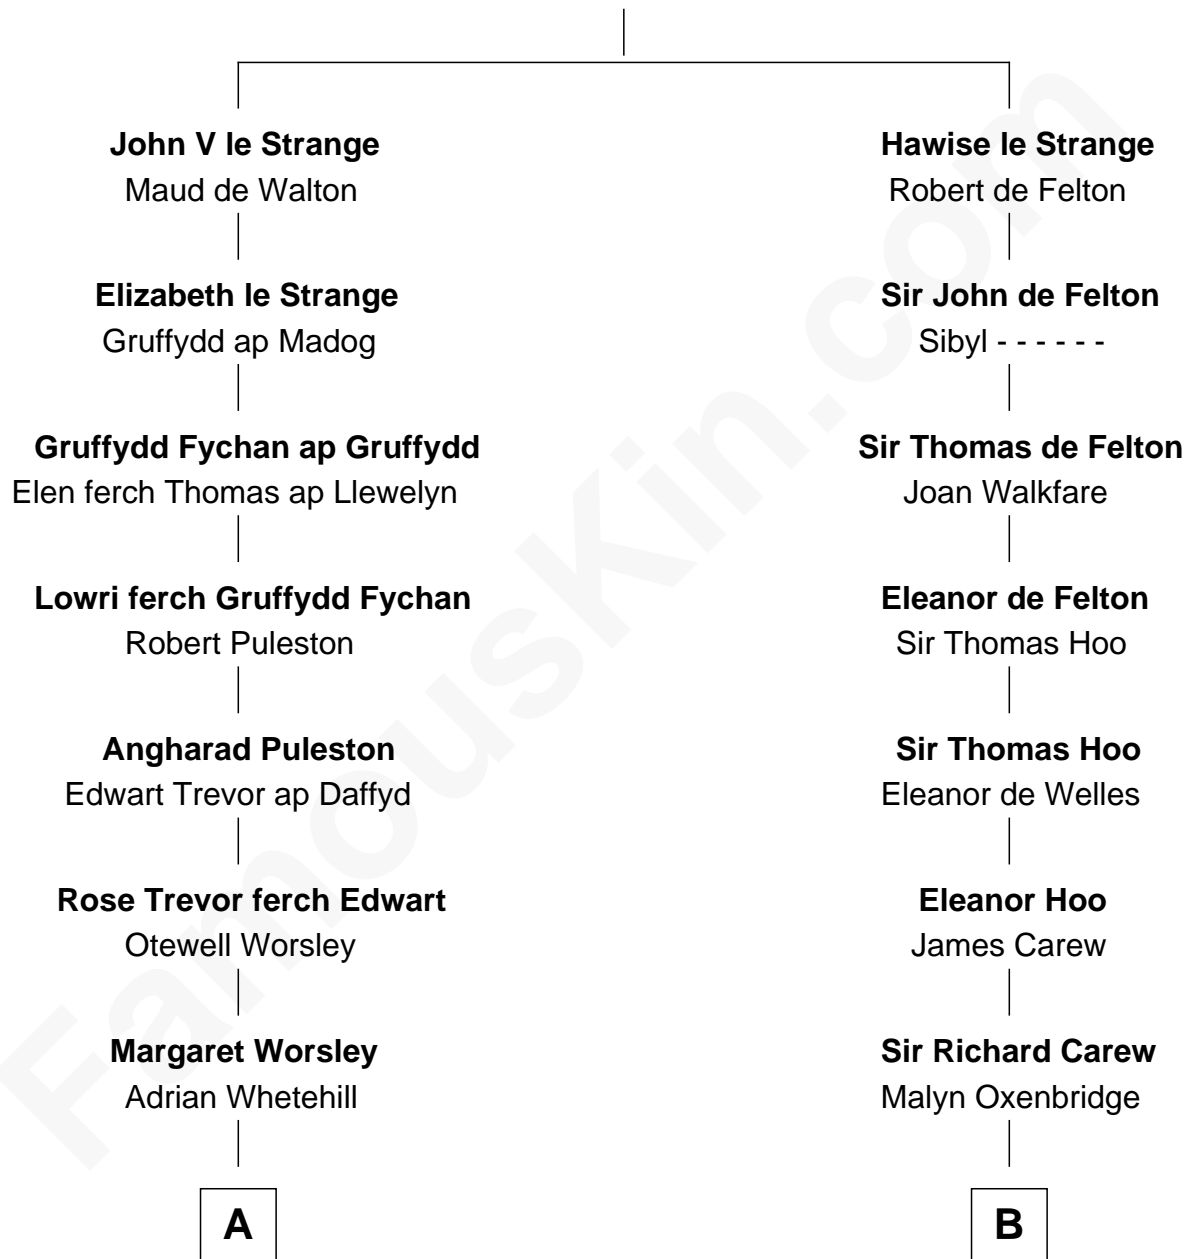 John V le Strange
Maud de Walton
Elizabeth le Strange
Gruffydd ap Madog
Gruffydd Fychan ap Gruffydd
Elen ferch Thomas ap Llewelyn
Lowri ferch Gruffydd Fychan
Robert Puleston
Angharad Puleston
Edwart Trevor ap Daffyd
Rose Trevor ferch Edwart
Otewell Worsley
Margaret Worsley
Adrian Whetehill
A
Hawise le Strange
Robert de Felton
Sir John de Felton
Sibyl - - - - - -
Sir Thomas de Felton
Joan Walkfare
Eleanor de Felton
Sir Thomas Hoo
Sir Thomas Hoo
Eleanor de Welles
Eleanor Hoo
James Carew
Sir Richard Carew
Malyn Oxenbridge
B
FamousKin.com